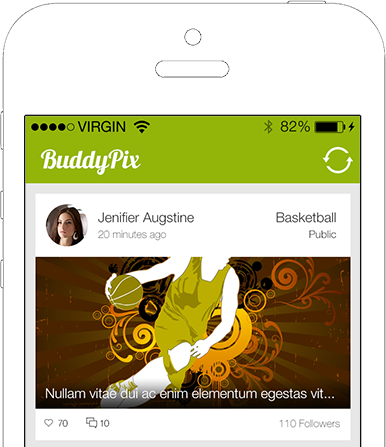 VIRGIN 82%
BuddyPix
Jenifier Augstine Basketball
20 minutes ago Public
Nullam vitae dui ac enim elementum egestas vit...
70 10 110 Followers